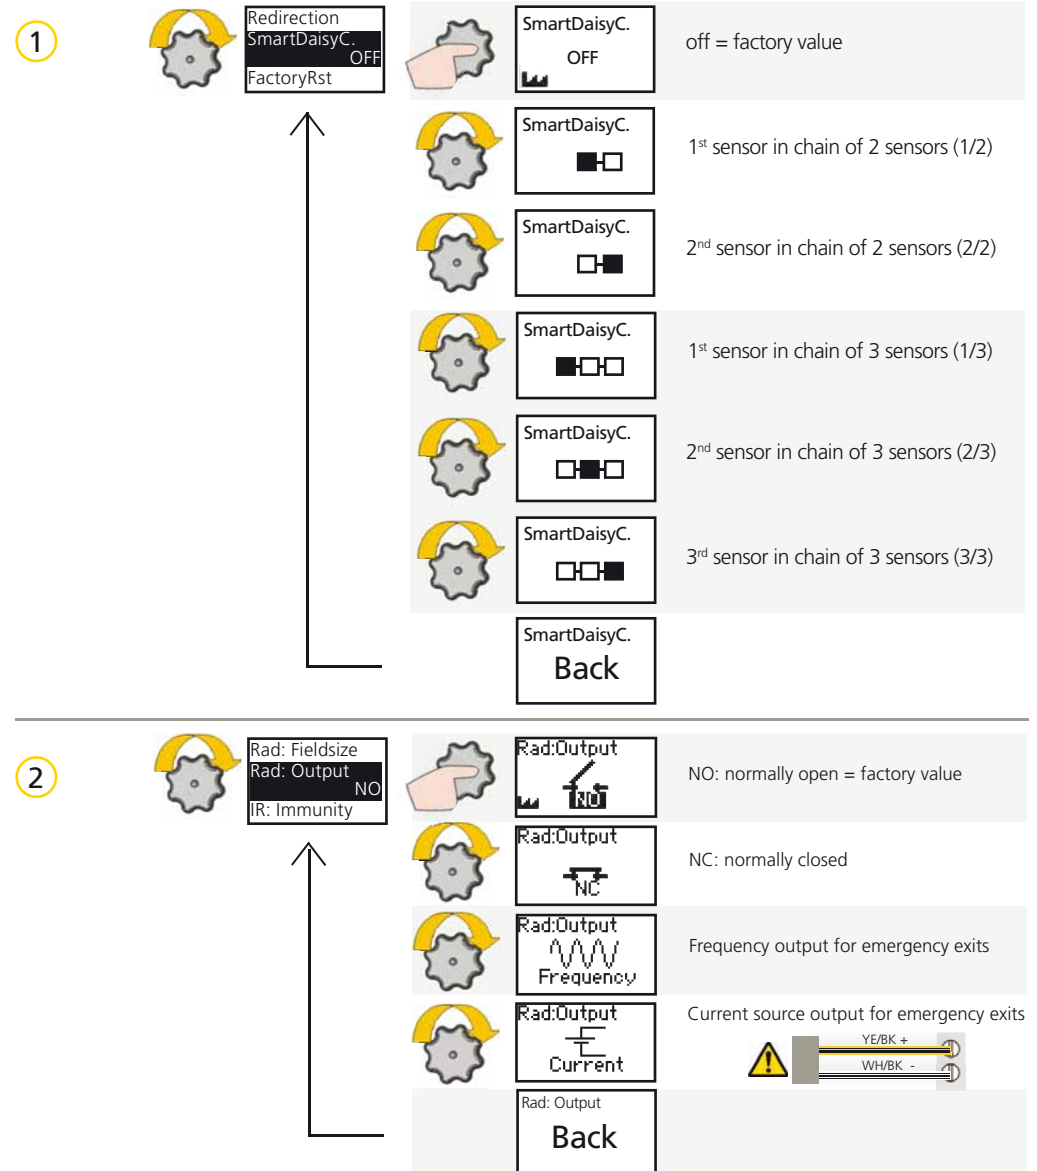 1
Redirection
SmartDaisyC.
OFF
FactoryRst
SmartDaisyC.
OFF
off = factory value
SmartDaisyC.
1st sensor in chain of 2 sensors (1/2)
SmartDaisyC.
2nd sensor in chain of 2 sensors (2/2)
SmartDaisyC.
1st sensor in chain of 3 sensors (1/3)
SmartDaisyC.
2nd sensor in chain of 3 sensors (2/3)
SmartDaisyC.
3rd sensor in chain of 3 sensors (3/3)
SmartDaisyC.
Back
2
Rad: Fieldsize
Rad: Output
NO
IR: Immunity
Rad:Output
NO
NO: normally open = factory value
Rad:Output
NC
NC: normally closed
Rad:Output
Frequency
Frequency output for emergency exits
Rad:Output
Current
Current source output for emergency exits
YE/BK +
WH/BK -
Rad: Output
Back